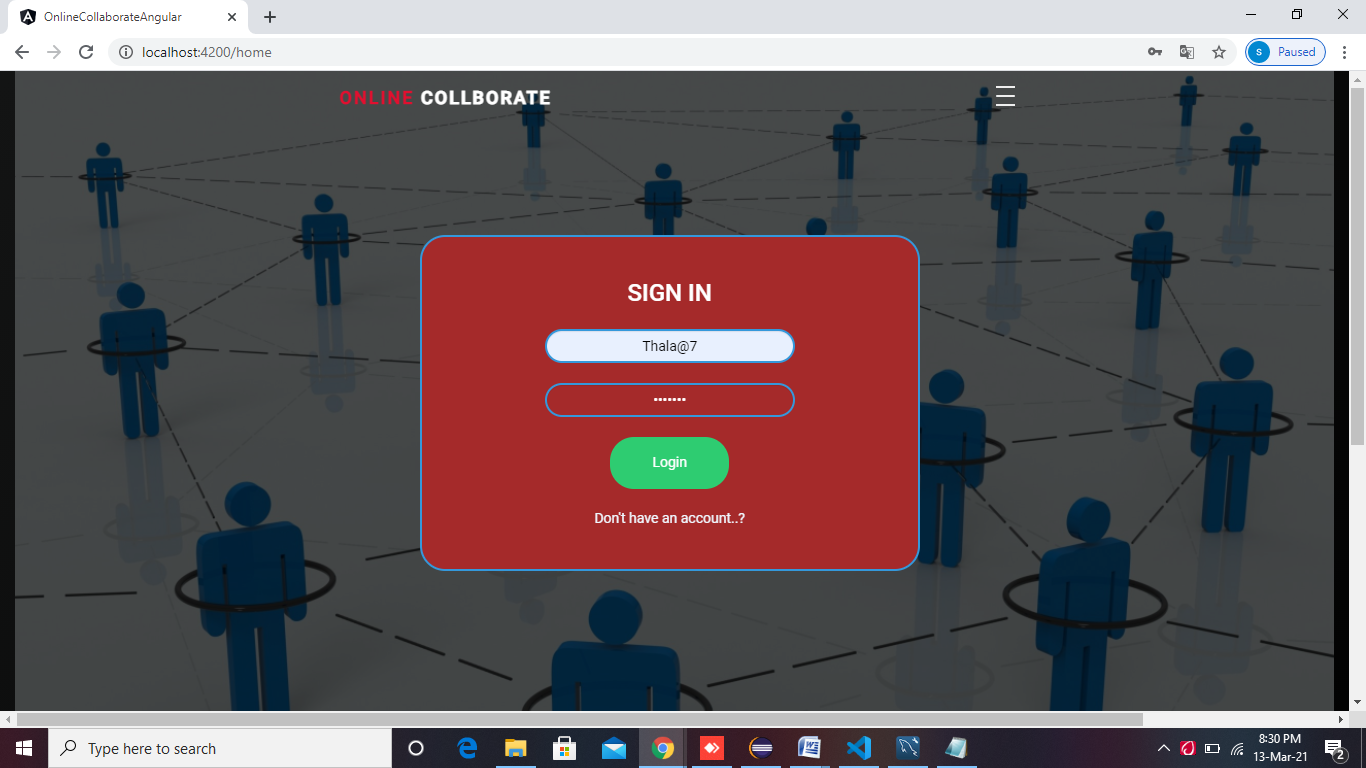 OnlineCollaborateAngular
localhost:4200/home
S Paused
ONLINE COLLBORATE
SIGN IN
Thala@7
•••••••
Login
Don't have an account..?
Type here to search
8:30 PM
13-Mar-21
2